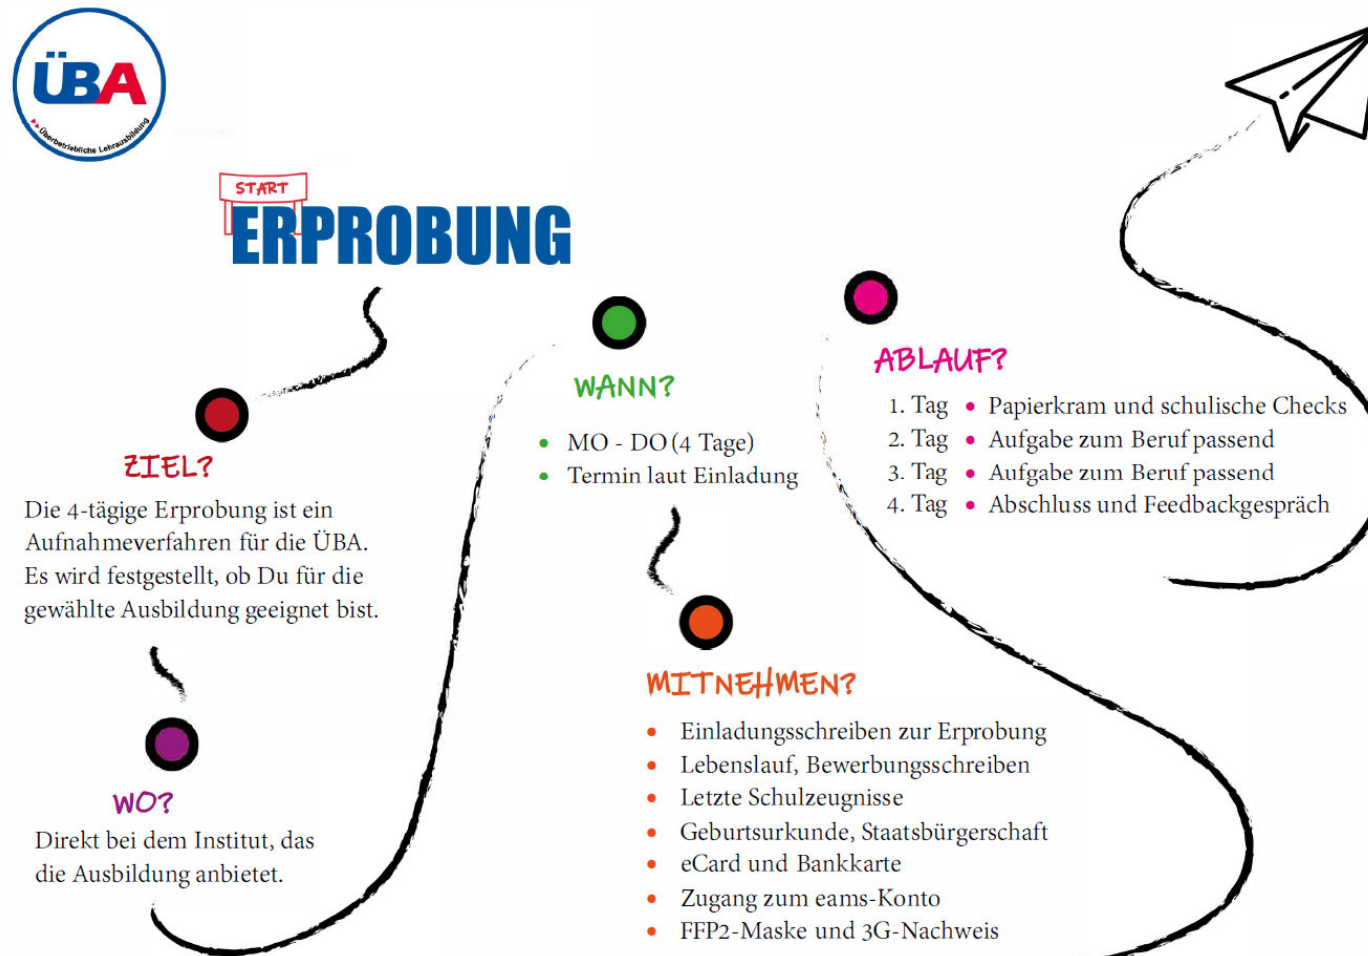 ÜBA
Überbetriebliche Lehrausbildung
START
ERPROBUNG
ZIEL?
Die 4-tägige Erprobung ist ein
Aufnahmeverfahren für die ÜBA.
Es wird festgestellt, ob Du für die
gewählte Ausbildung geeignet bist.
WO?
Direkt bei dem Institut, das
die Ausbildung anbietet.
WANN?
• MO - DO (4 Tage)
• Termin laut Einladung
MITNEHMEN?
• Einladungsschreiben zur Erprobung
• Lebenslauf, Bewerbungsschreiben
• Letzte Schulzeugnisse
• Geburtsurkunde, Staatsbürgerschaft
• eCard und Bankkarte
• Zugang zum eams-Konto
• FFP2-Maske und 3G-Nachweis
ABLAUF?
1. Tag • Papierkram und schulische Checks
2. Tag • Aufgabe zum Beruf passend
3. Tag • Aufgabe zum Beruf passend
4. Tag • Abschluss und Feedbackgespräch